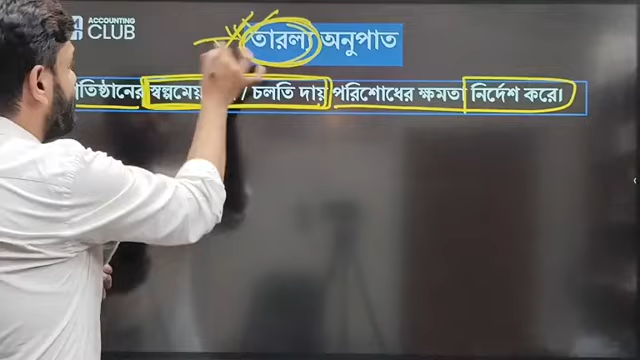 ACCOUNTING
CLUB
তারল্য অনুপাত
স্বল্পমেয় / চলতি দায় পরিশোধের ক্ষমতা নির্দেশ করে।